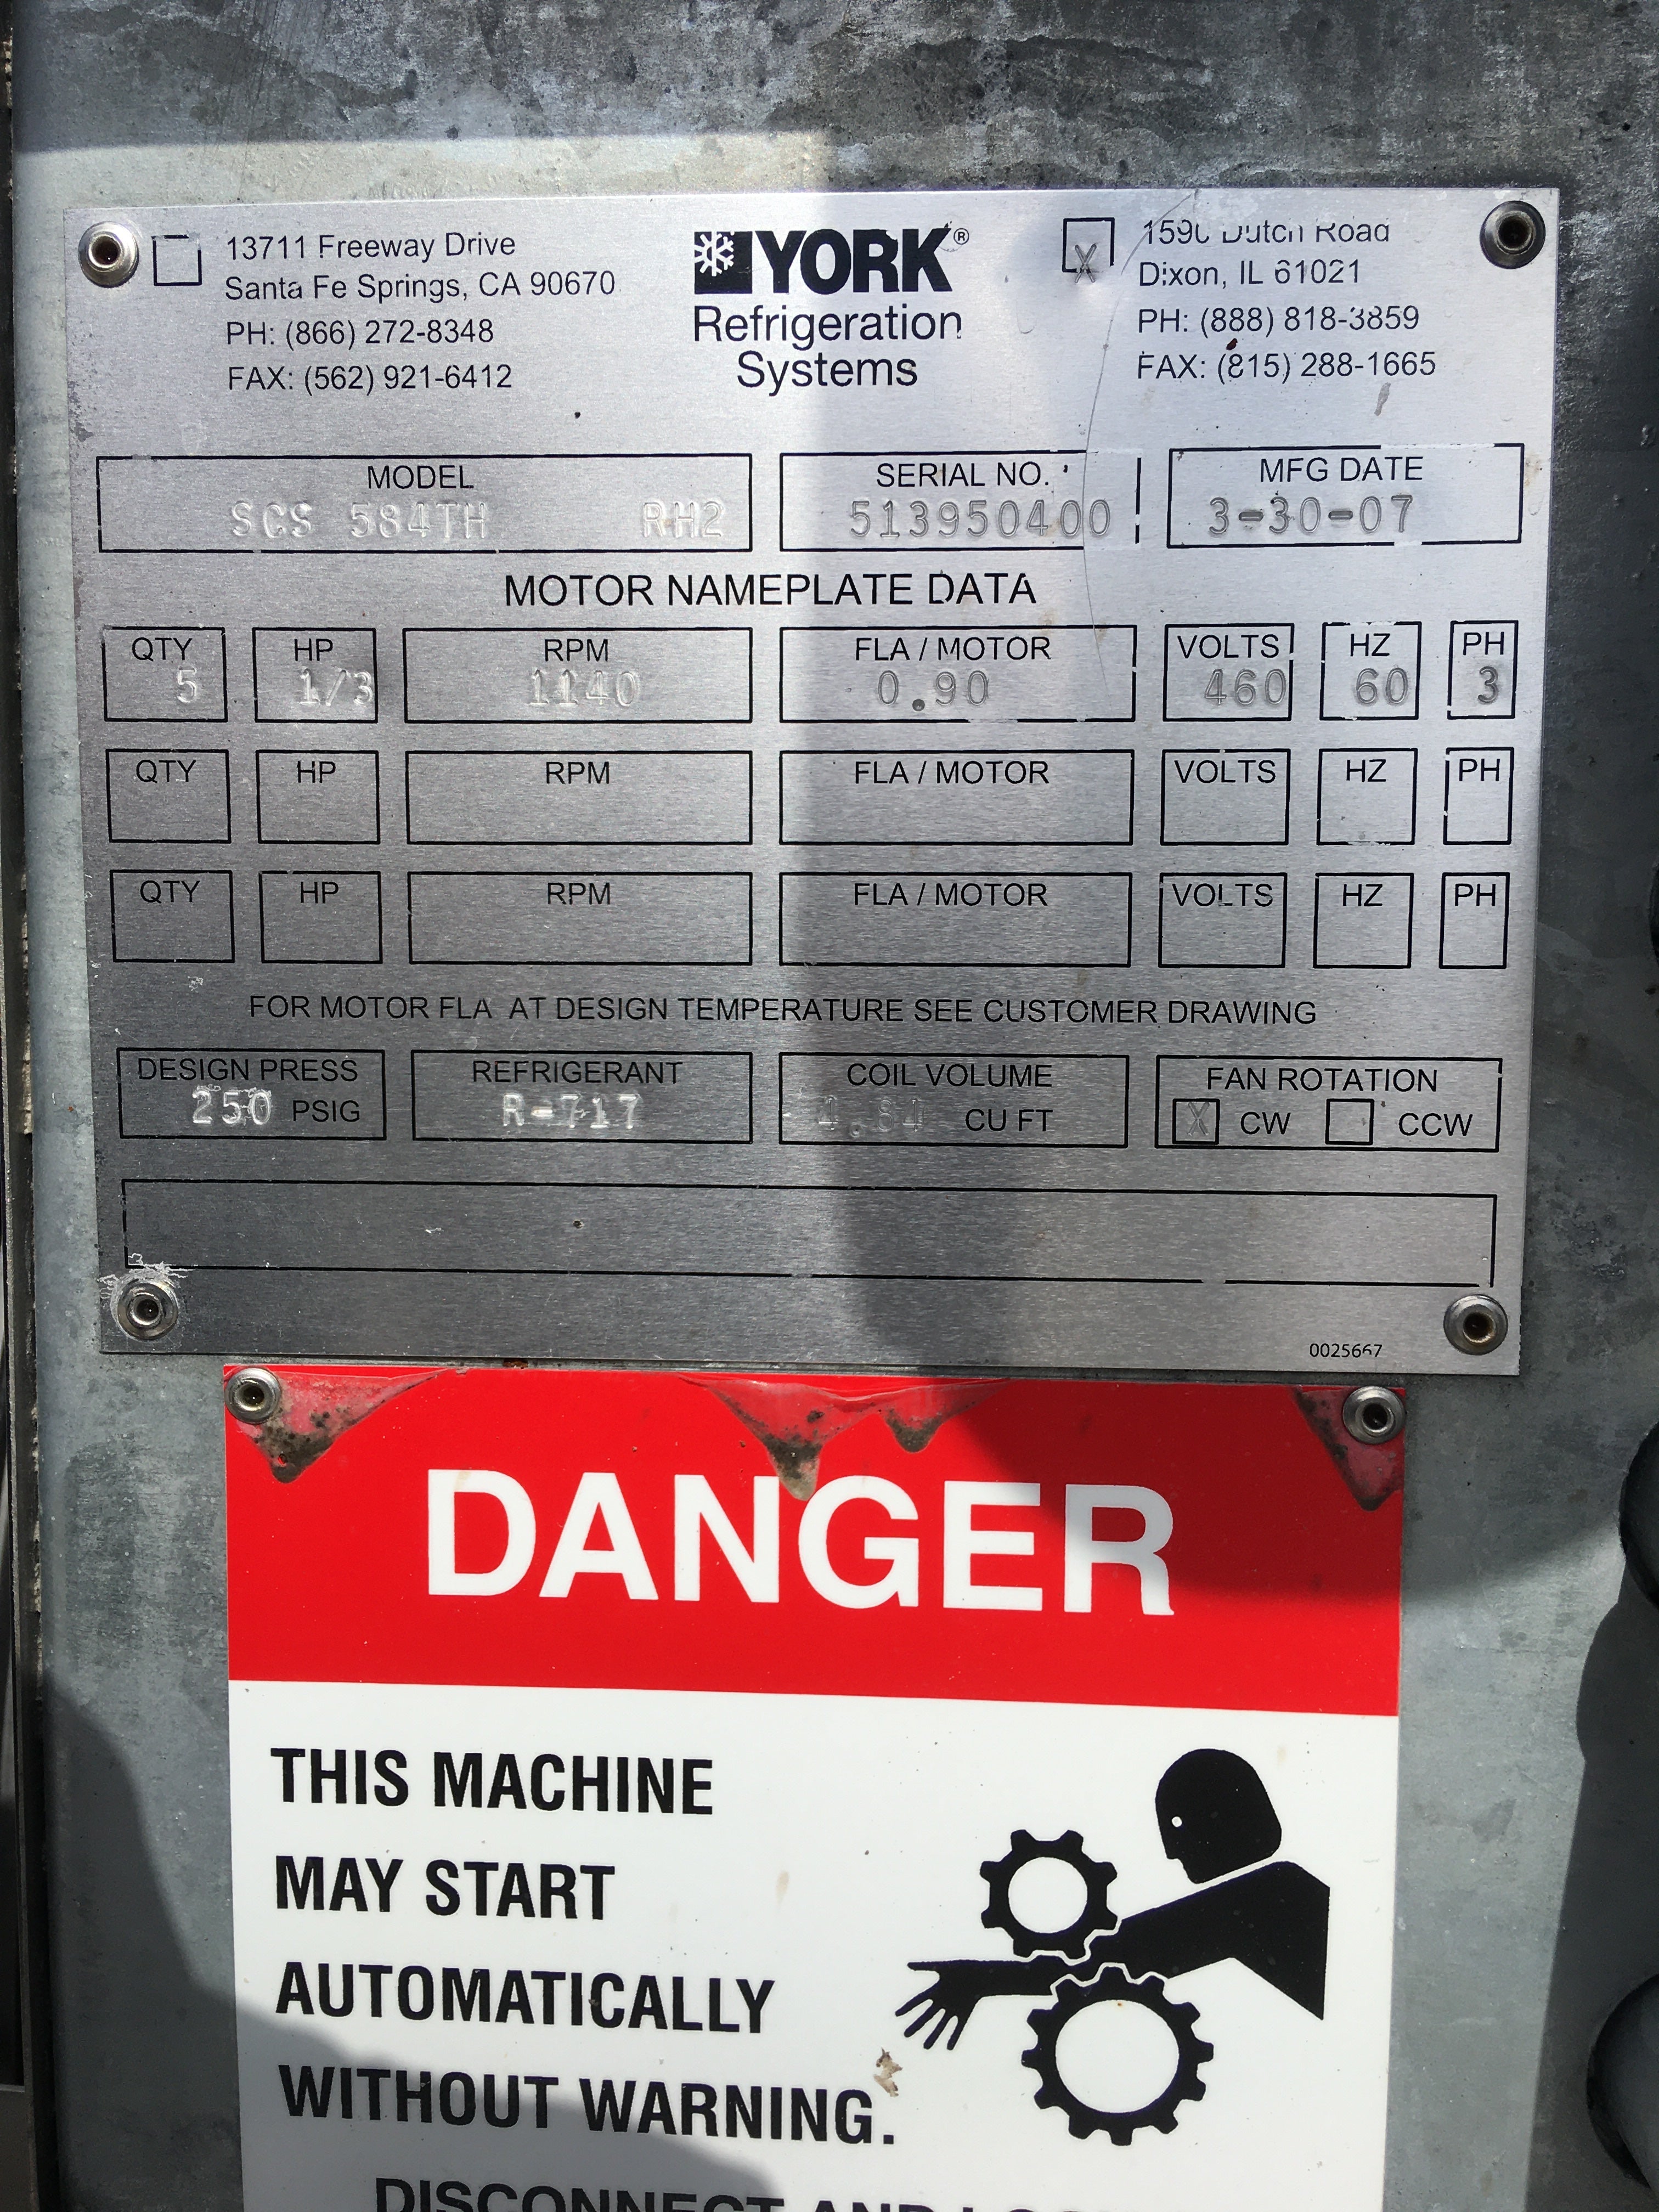 13711 Freeway Drive
Santa Fe Springs, CA 90670
PH: (866) 272-8348
FAX: (562) 921-6412
YORK®
Refrigeration
Systems
X
1590 Dutch Road
Dixon, IL 61021
PH: (888) 818-3859
FAX: (815) 288-1665
MODEL
SCS 584TH RH2
SERIAL NO.
513950400
MFG DATE
3-30-07
MOTOR NAMEPLATE DATA
QTY HP RPM FLA / MOTOR VOLTS HZ PH
5 1/3 1140 0.90 460 60 3
QTY HP RPM FLA / MOTOR VOLTS HZ PH
QTY HP RPM FLA / MOTOR VOLTS HZ PH
FOR MOTOR FLA AT DESIGN TEMPERATURE SEE CUSTOMER DRAWING
DESIGN PRESS
250 PSIG
REFRIGERANT
R-717
COIL VOLUME
CU FT
FAN ROTATION
X CW CCW
0025667
DANGER
THIS MACHINE
MAY START
AUTOMATICALLY
WITHOUT WARNING.
DISCONNECT AND